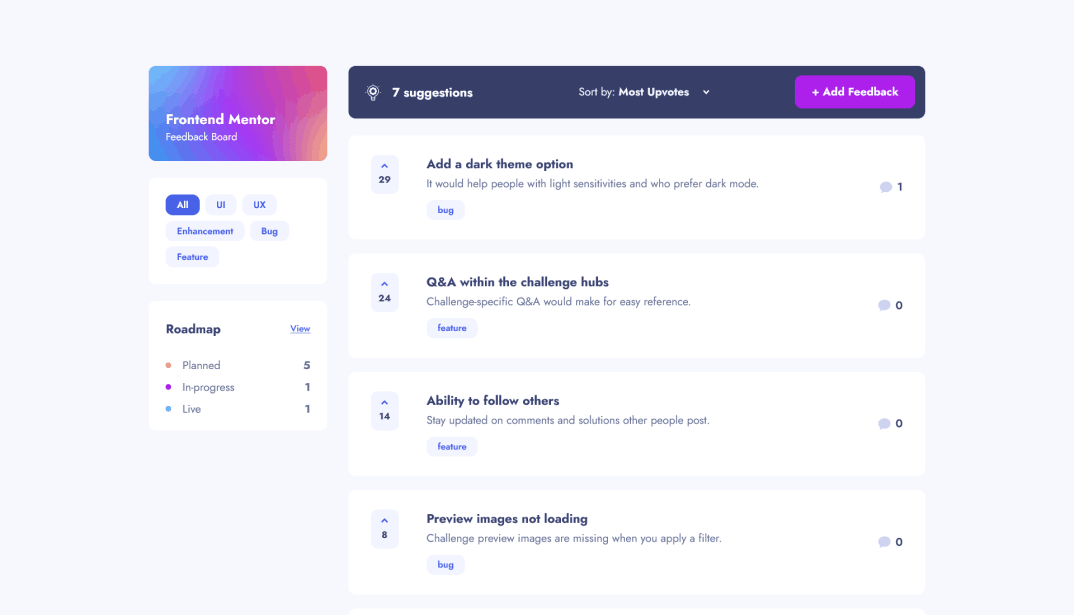 Frontend Mentor
Feedback Board
All UI UX
Enhancement Bug
Feature
Roadmap View
Planned 5
In-progress 1
Live 1
7 suggestions Sort by: Most Upvotes + Add Feedback
29
Add a dark theme option
It would help people with light sensitivities and who prefer dark mode.
bug
1
24
Q&A within the challenge hubs
Challenge-specific Q&A would make for easy reference.
feature
0
14
Ability to follow others
Stay updated on comments and solutions other people post.
feature
0
8
Preview images not loading
Challenge preview images are missing when you apply a filter.
bug
0